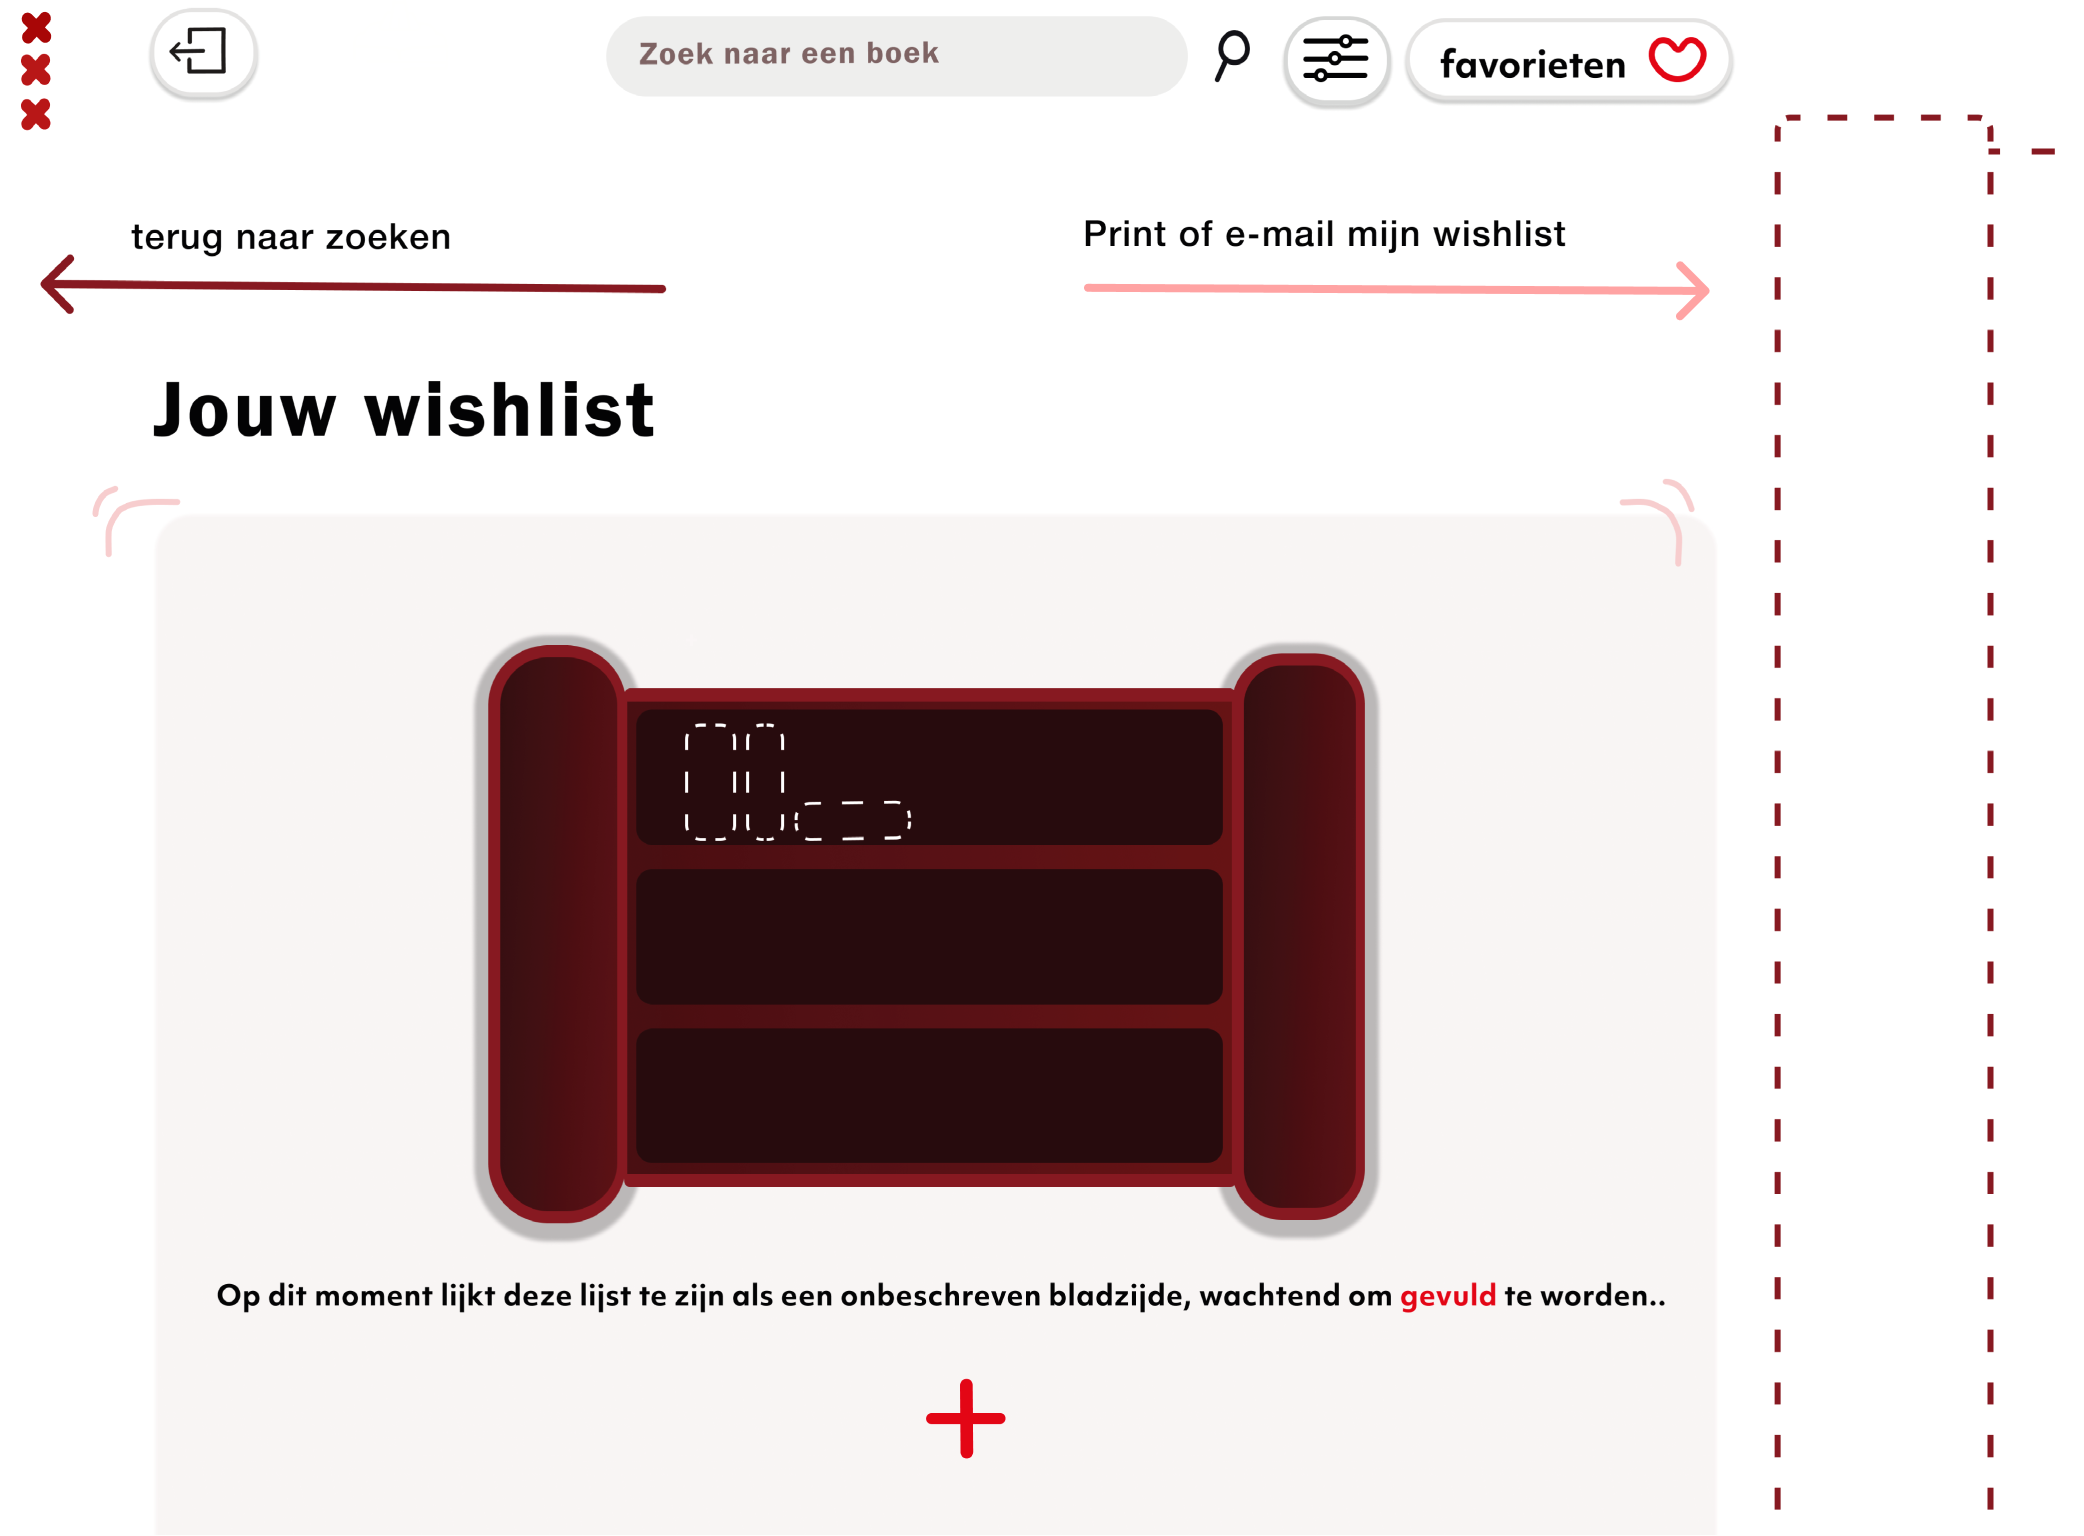 Zoek naar een boek
favorieten
terug naar zoeken
Print of e-mail mijn wishlist
Jouw wishlist
Op dit moment lijkt deze lijst te zijn als een onbeschreven bladzijde, wachtend om gevuld te worden..